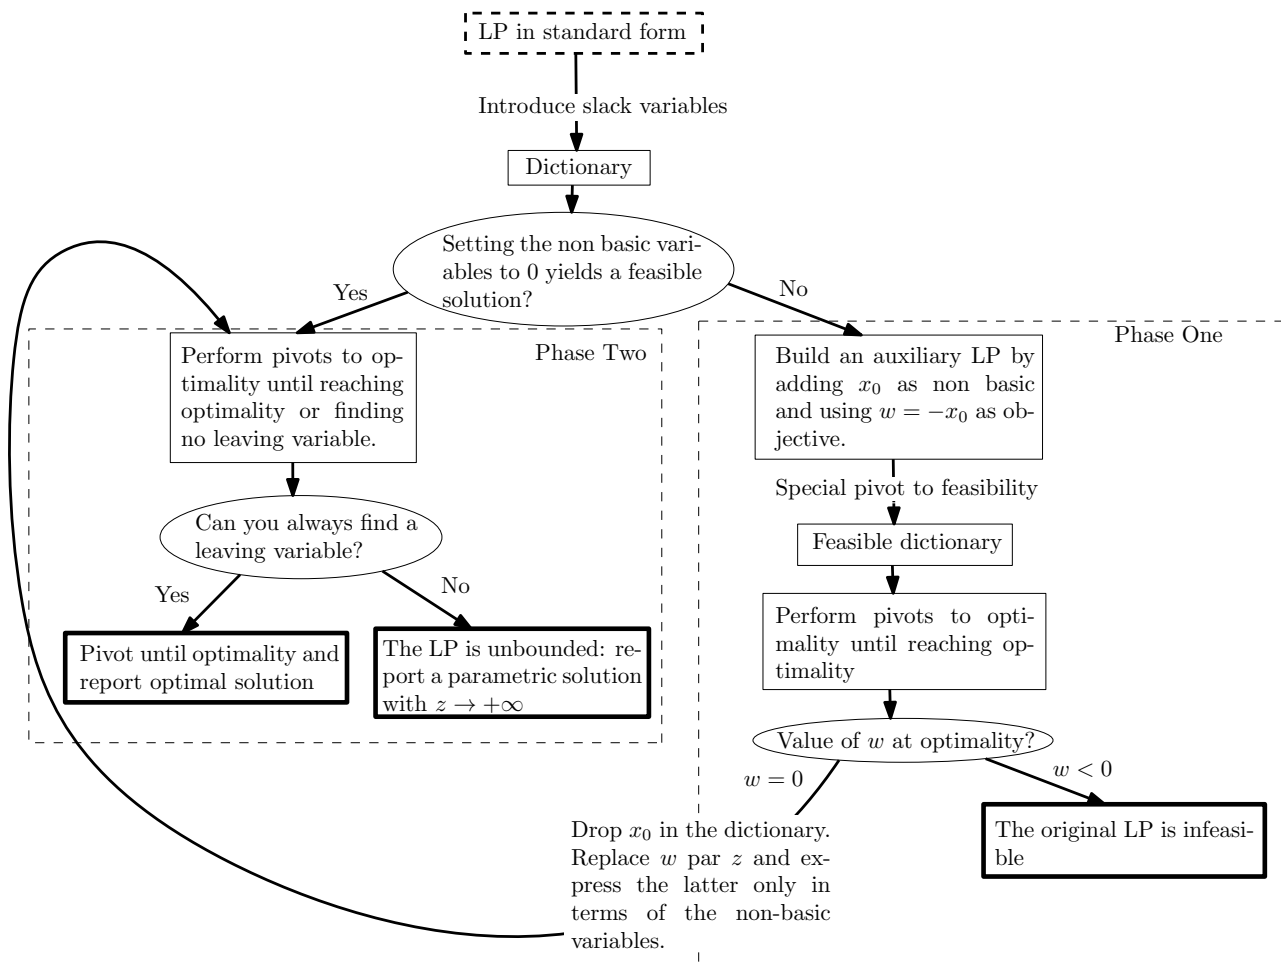 LP in standard form
Introduce slack variables
Dictionary
Setting the non basic vari-
ables to 0 yields a feasible
solution?
Yes
No
Phase Two
Perform pivots to op-
timality until reaching
optimality or finding
no leaving variable.
Can you always find a
leaving variable?
Yes
No
Pivot until optimality and
report optimal solution
The LP is unbounded: re-
port a parametric solution
with z → +∞
Phase One
Build an auxiliary LP by
adding x₀ as non basic
and using w = −x₀ as ob-
jective.
Special pivot to feasibility
Feasible dictionary
Perform pivots to opti-
mality until reaching op-
timality
Value of w at optimality?
w = 0
w < 0
Drop x₀ in the dictionary.
Replace w par z and ex-
press the latter only in
terms of the non-basic
variables.
The original LP is infeasi-
ble